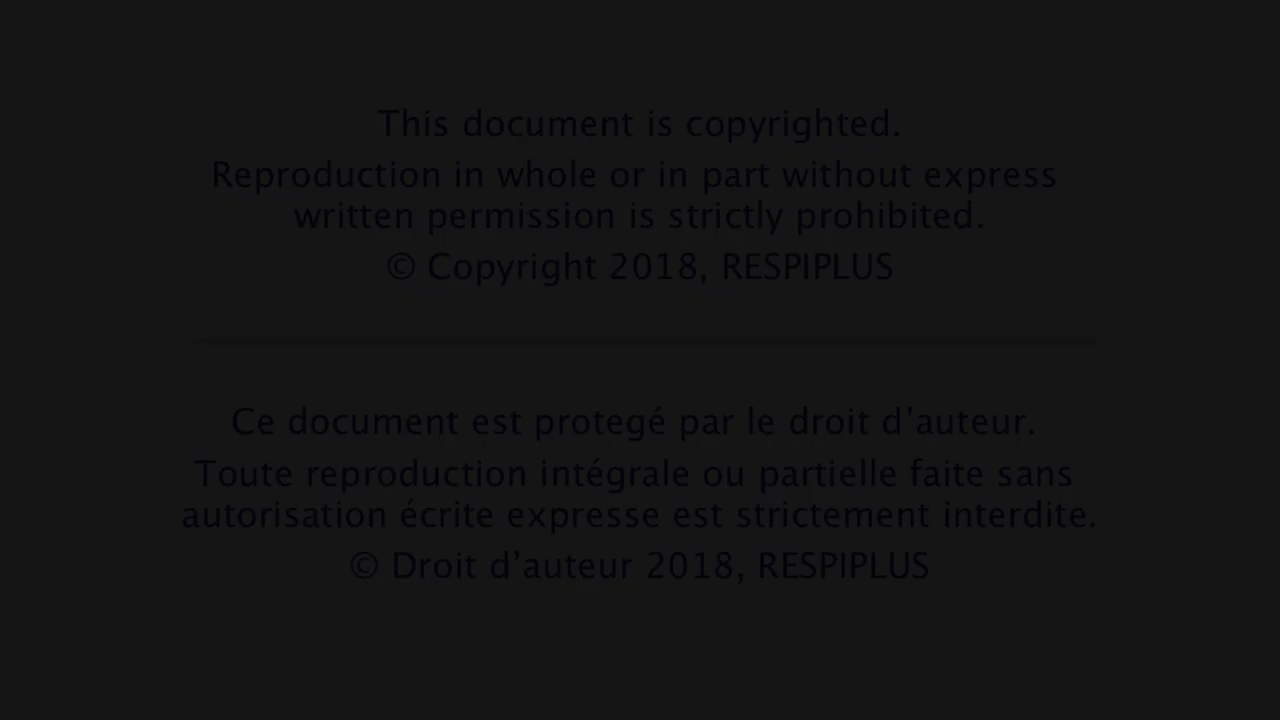 This document is copyrighted.
Reproduction in whole or in part without express
written permission is strictly prohibited.
© Copyright 2018, RESPIPLUS
Ce document est protegé par le droit d’auteur.
Toute reproduction intégrale ou partielle faite sans
autorisation écrite expresse est strictement interdite.
© Droit d’auteur 2018, RESPIPLUS